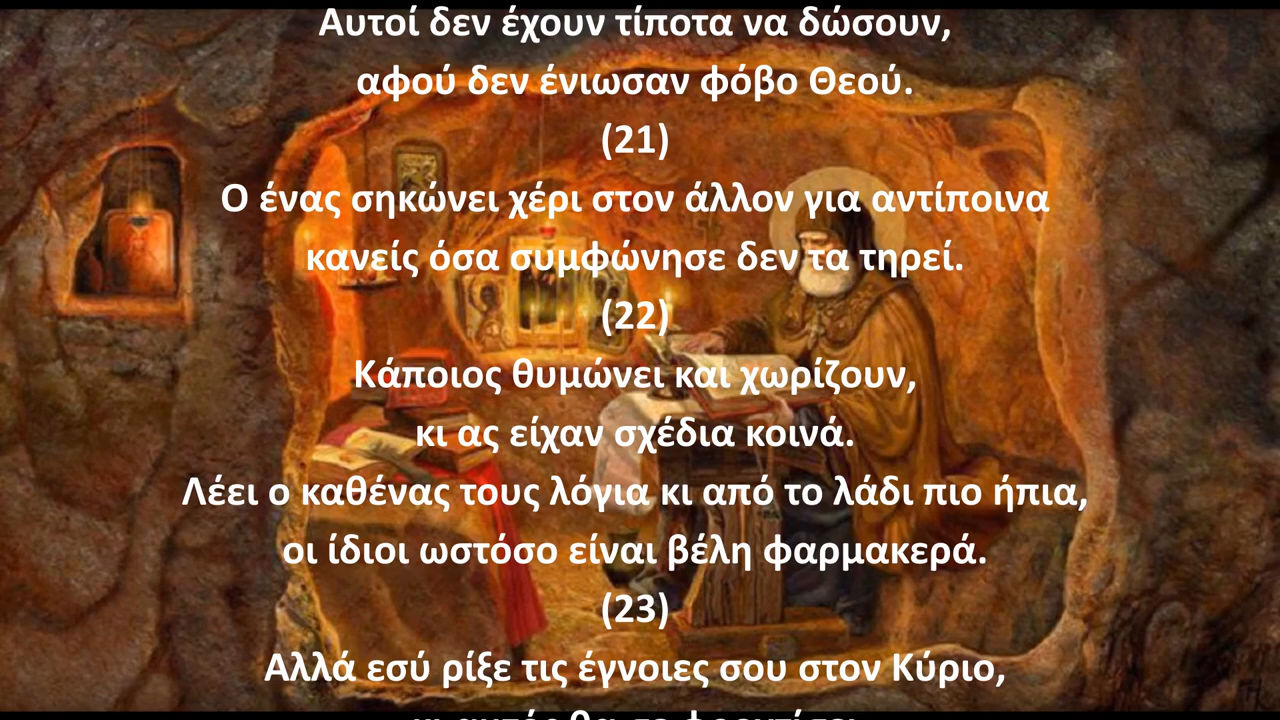 Αυτοί δεν έχουν τίποτα να δώσουν,
αφού δεν ένιωσαν φόβο Θεού.
(21)
Ο ένας σηκώνει χέρι στον άλλον για αντίποινα
κανείς όσα συμφώνησε δεν τα τηρεί.
(22)
Κάποιος θυμώνει και χωρίζουν,
κι ας είχαν σχέδια κοινά.
Λέει ο καθένας τους λόγια κι από το λάδι πιο ήπια,
οι ίδιοι ωστόσο είναι βέλη φαρμακερά.
(23)
Αλλά εσύ ρίξε τις έγνοιες σου στον Κύριο,